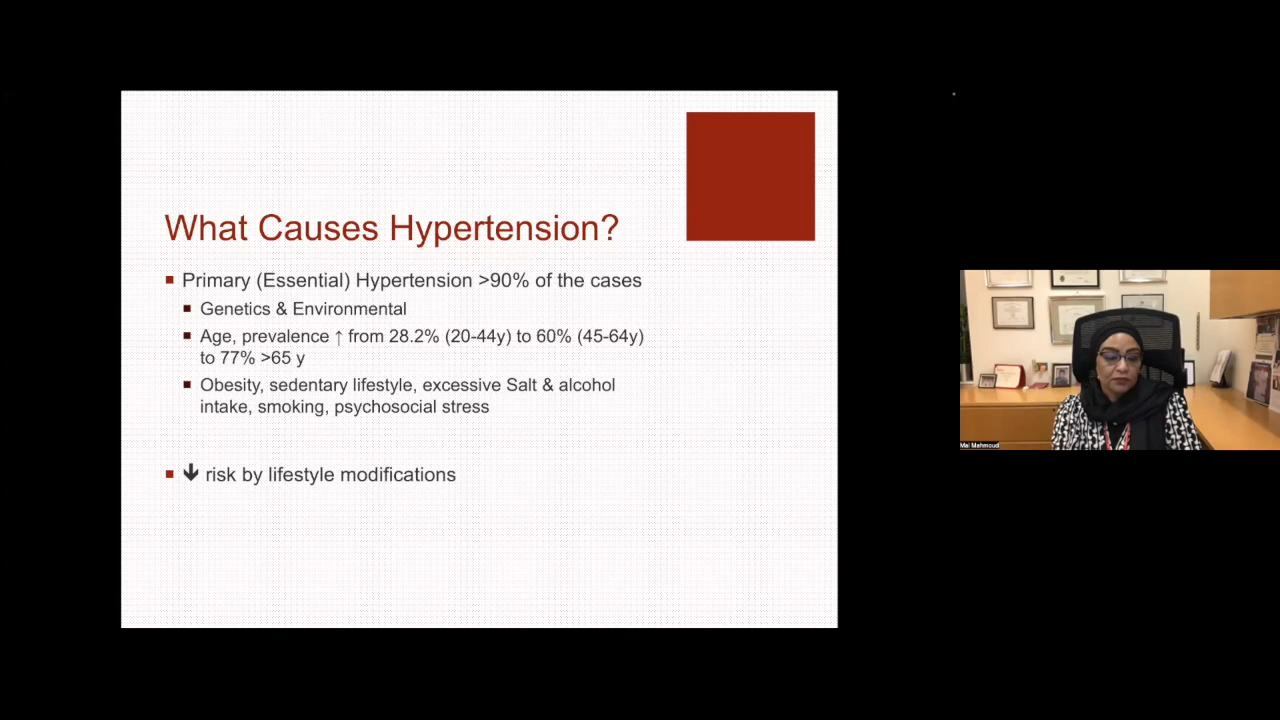 What Causes Hypertension?
Primary (Essential) Hypertension >90% of the cases
Genetics & Environmental
Age, prevalence ↑ from 28.2% (20-44y) to 60% (45-64y)
to 77% >65 y
Obesity, sedentary lifestyle, excessive Salt & alcohol
intake, smoking, psychosocial stress
🡻 risk by lifestyle modifications
Mai Mahmoud